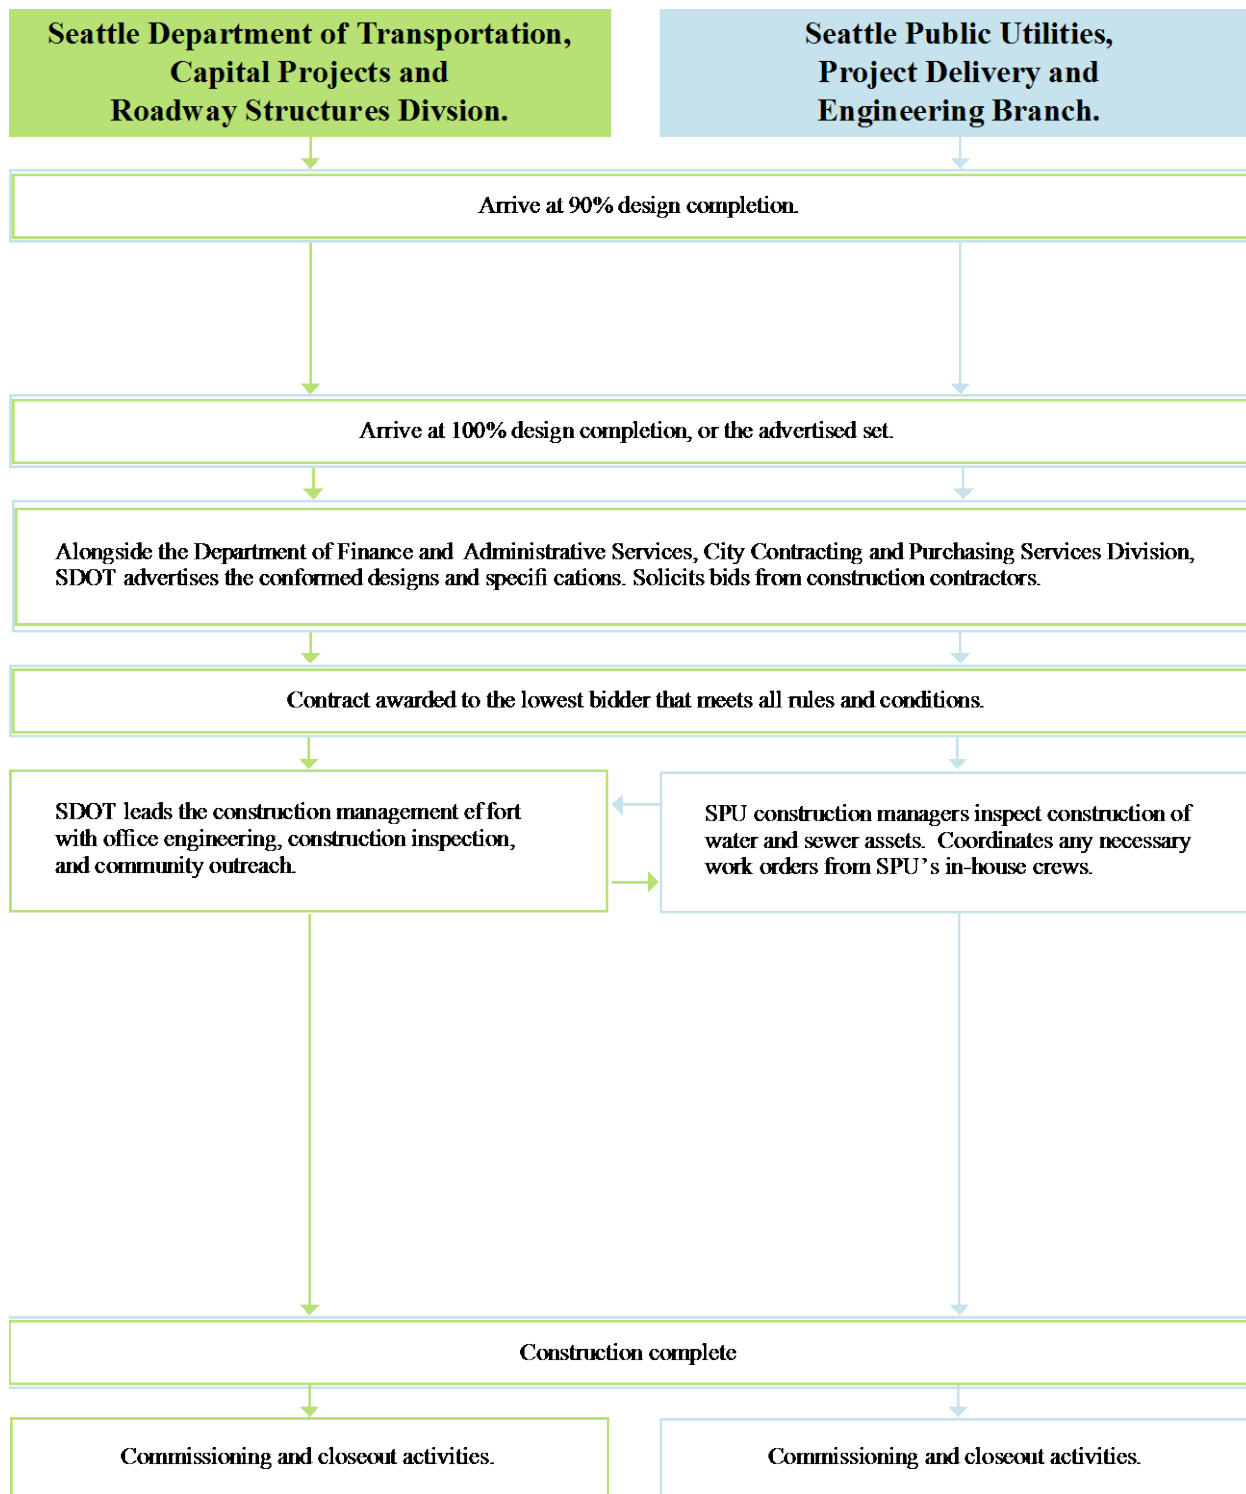 Seattle Department of Transportation,
Capital Projects and
Roadway Structures Divsion.
Seattle Public Utilities,
Project Delivery and
Engineering Branch.
Arrive at 90% design completion.
Arrive at 100% design completion, or the advertised set.
Alongside the Department of Finance and Administrative Services, City Contracting and Purchasing Services Division,
SDOT advertises the conformed designs and specifi cations. Solicits bids from construction contractors.
Contract awarded to the lowest bidder that meets all rules and conditions.
SDOT leads the construction management ef fort
with office engineering, construction inspection,
and community outreach.
SPU construction managers inspect construction of
water and sewer assets. Coordinates any necessary
work orders from SPU's in-house crews.
Construction complete
Commissioning and closeout activities.
Commissioning and closeout activities.